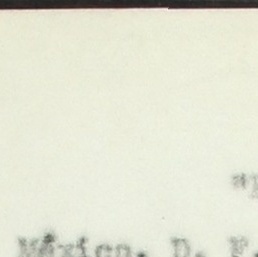 México, D. F.